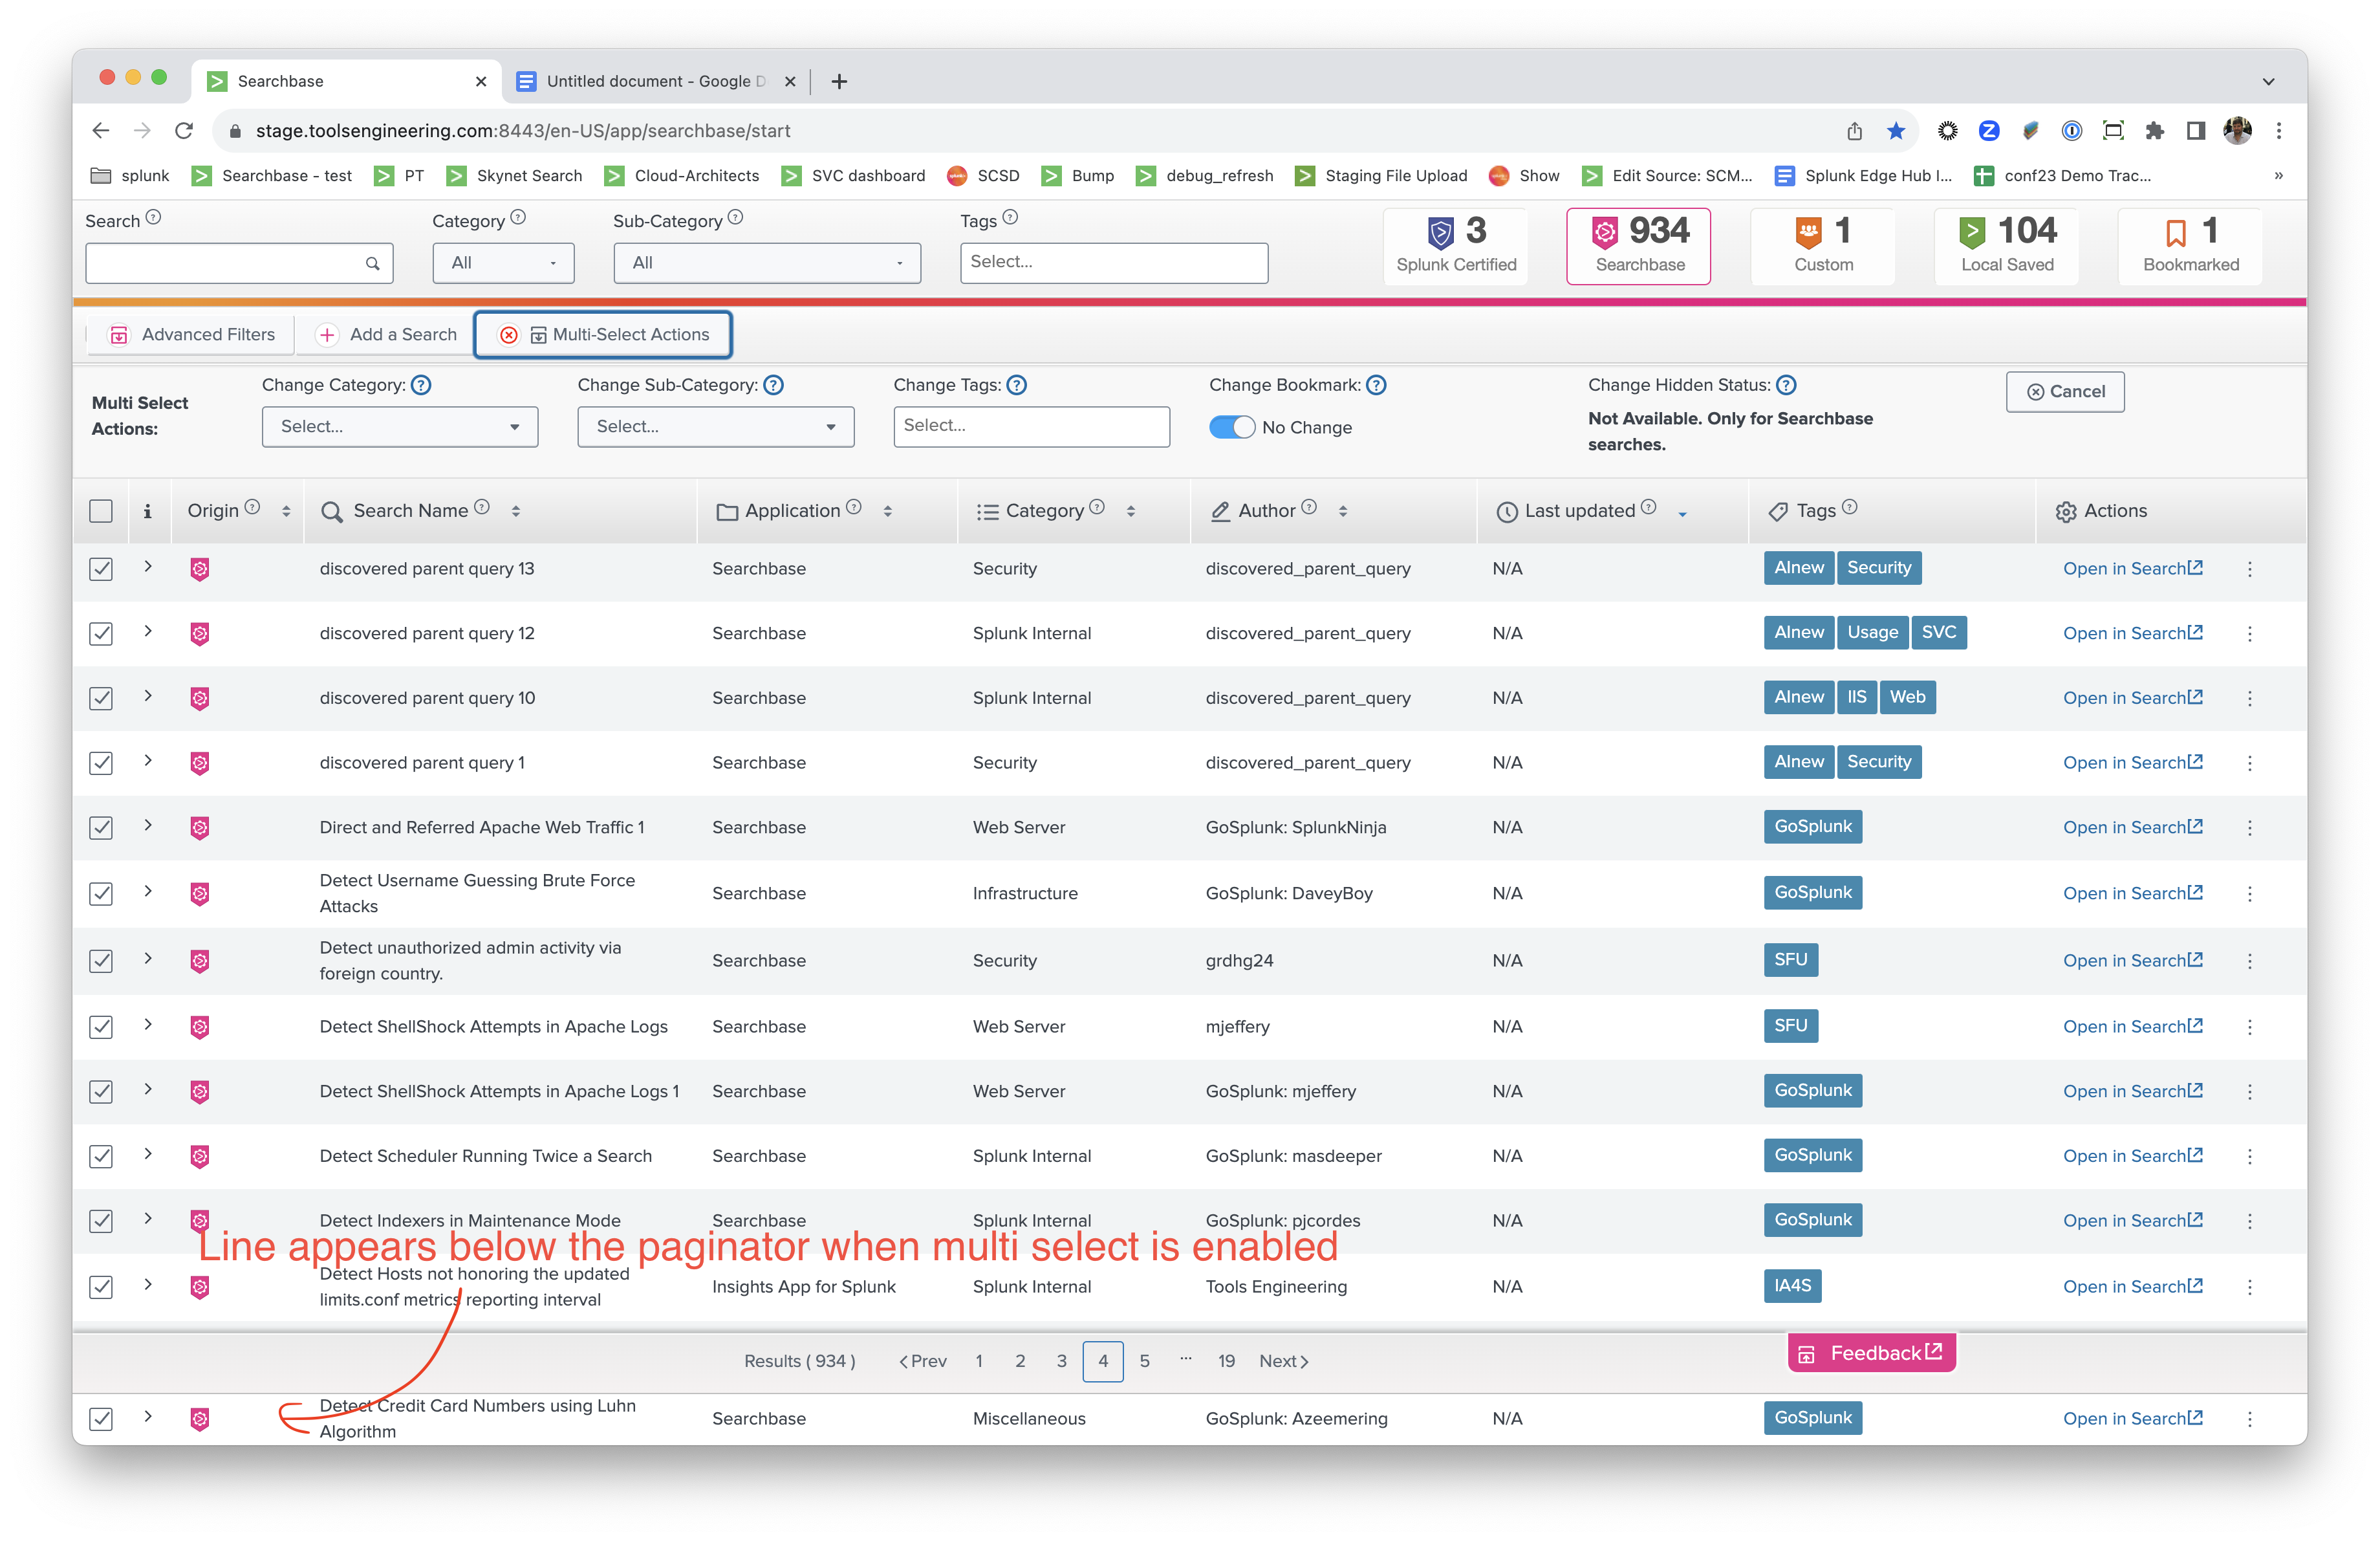 Searchbase
Untitled document - Google D
stage.toolsengineering.com:8443/en-US/app/searchbase/start
splunk Searchbase - test PT Skynet Search Cloud-Architects SVC dashboard SCSD Bump debug_refresh Staging File Upload Show Edit Source: SCM... Splunk Edge Hub I... conf23 Demo Trac... »
Search Category Sub-Category Tags
All All Select...
3 Splunk Certified
934 Searchbase
1 Custom
104 Local Saved
1 Bookmarked
Advanced Filters Add a Search Multi-Select Actions
Multi Select Actions:
Change Category: Select...
Change Sub-Category: Select...
Change Tags: Select...
Change Bookmark: No Change
Change Hidden Status:
Not Available. Only for Searchbase
searches.
Cancel
i Origin Search Name Application Category Author Last updated Tags Actions
discovered parent query 13 Searchbase Security discovered_parent_query N/A AInew Security Open in Search
discovered parent query 12 Searchbase Splunk Internal discovered_parent_query N/A AInew Usage SVC Open in Search
discovered parent query 10 Searchbase Splunk Internal discovered_parent_query N/A AInew IIS Web Open in Search
discovered parent query 1 Searchbase Security discovered_parent_query N/A AInew Security Open in Search
Direct and Referred Apache Web Traffic 1 Searchbase Web Server GoSplunk: SplunkNinja N/A GoSplunk Open in Search
Detect Username Guessing Brute Force
Attacks Searchbase Infrastructure GoSplunk: DaveyBoy N/A GoSplunk Open in Search
Detect unauthorized admin activity via
foreign country. Searchbase Security grdhg24 N/A SFU Open in Search
Detect ShellShock Attempts in Apache Logs Searchbase Web Server mjeffery N/A SFU Open in Search
Detect ShellShock Attempts in Apache Logs 1 Searchbase Web Server GoSplunk: mjeffery N/A GoSplunk Open in Search
Detect Scheduler Running Twice a Search Searchbase Splunk Internal GoSplunk: masdeeper N/A GoSplunk Open in Search
Detect Indexers in Maintenance Mode Searchbase Splunk Internal GoSplunk: pjcordes N/A GoSplunk Open in Search
Line appears below the paginator when multi select is enabled
Detect Hosts not honoring the updated
limits.conf metrics reporting interval Insights App for Splunk Splunk Internal Tools Engineering N/A IA4S Open in Search
Results ( 934 ) Prev 1 2 3 4 5 ... 19 Next Feedback
Detect Credit Card Numbers using Luhn
Algorithm Searchbase Miscellaneous GoSplunk: Azeemering N/A GoSplunk Open in Search